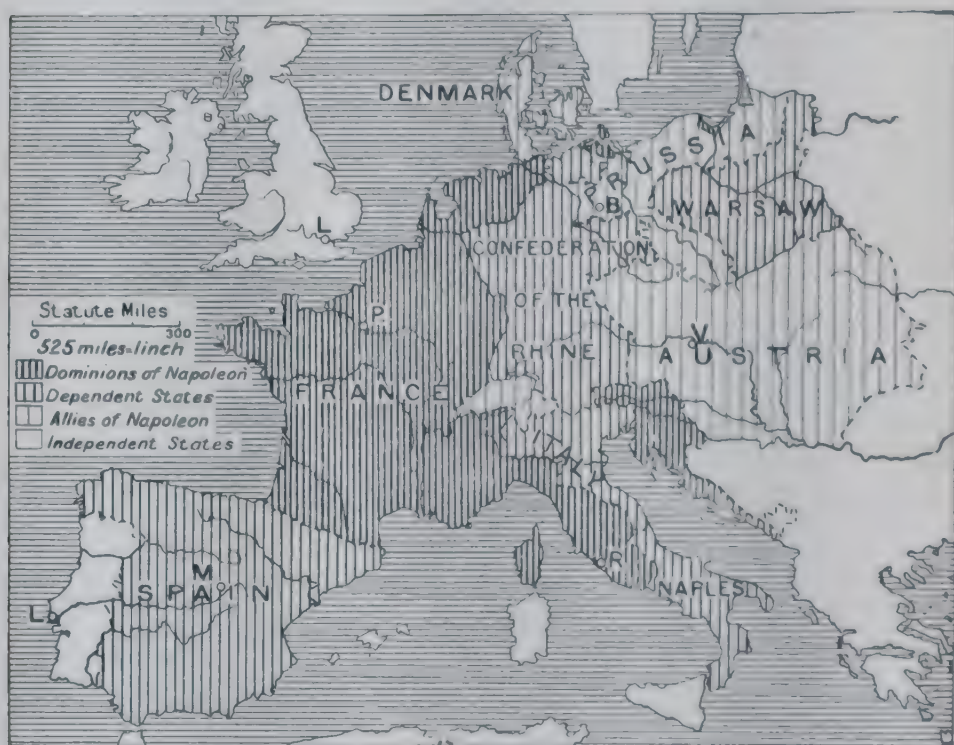 DENMARK
PRUSSIA
B
WARSAW
L
CONFEDERATION
OF THE
RHINE
Statute Miles
0 300
525 miles=1inch
Dominions of Napoleon
Dependent States
Allies of Napoleon
Independent States
P
FRANCE
V
AUSTRIA
ITALY
M
SPAIN
L
R
NAPLES